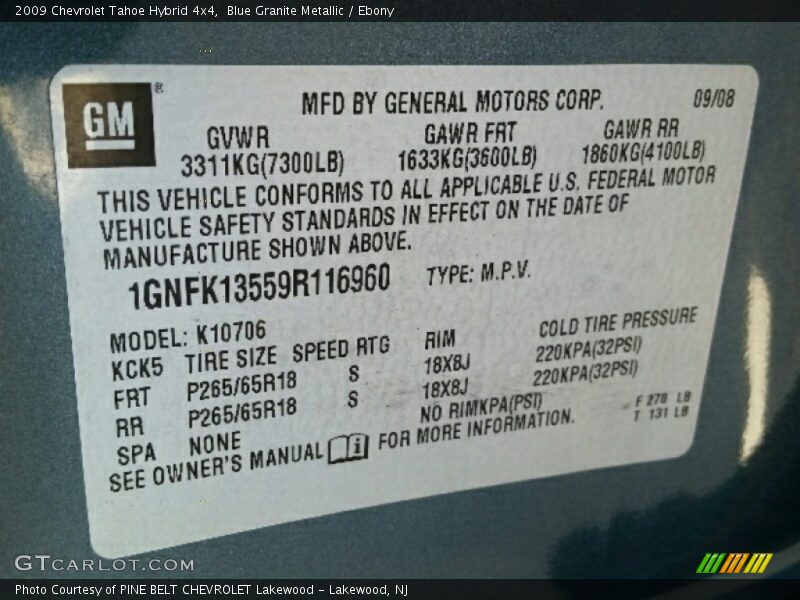 2009 Chevrolet Tahoe Hybrid 4x4,  Blue Granite Metallic / Ebony
GM ®
MFD BY GENERAL MOTORS CORP. 09/08
GVWR GAWR FRT GAWR RR
3311KG(7300LB) 1633KG(3600LB) 1860KG(4100LB)
THIS VEHICLE CONFORMS TO ALL APPLICABLE U.S. FEDERAL MOTOR
VEHICLE SAFETY STANDARDS IN EFFECT ON THE DATE OF
MANUFACTURE SHOWN ABOVE.
1GNFK13559R116960 TYPE: M.P.V.
MODEL: K10706
KCK5 TIRE SIZE SPEED RTG RIM COLD TIRE PRESSURE
FRT P265/65R18 S 18X8J 220KPA(32PSI)
RR P265/65R18 S 18X8J 220KPA(32PSI)
SPA NONE NO RIMKPA(PSI) F 270 LB
SEE OWNER'S MANUAL i FOR MORE INFORMATION. T 131 LB
GTCARLOT.COM
Photo Courtesy of PINE BELT CHEVROLET Lakewood - Lakewood, NJ